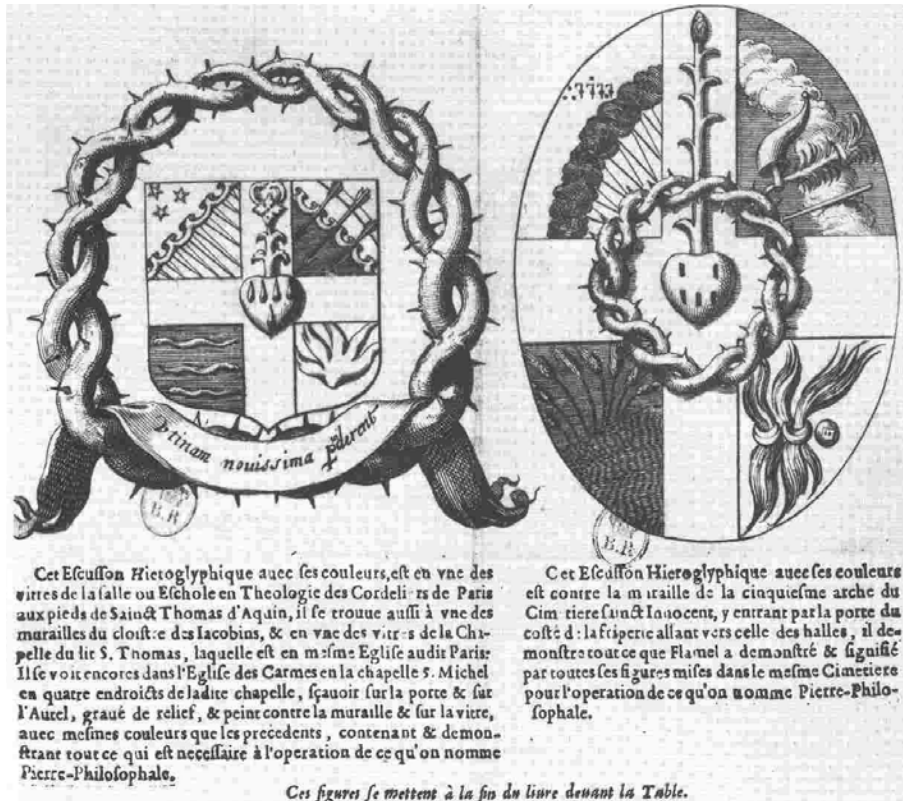 Vtinam nouissima p̃uiderent
B. R
B. R
Cet Escusson Hieroglyphique auec ses couleurs, est en vne des
vitres de la salle ou Eschole en Theologie des Cordeliers de Paris
aux pieds de Sainct Thomas d'Aquin, il se trouue aussi à vne des
murailles du cloistre des Iacobins, & en vne des vitres de la Cha-
pelle du lit S. Thomas, laquelle est en mesme Eglise audit Paris:
Il se voit encores dans l'Eglise des Carmes en la chapelle S. Michel
en quatre endroicts de ladite chapelle, sçauoir sur la porte & sur
l'Autel, graué de relief, & peint contre la muraille & sur la vitre,
auec mesmes couleurs que les precedents, contenant & demon-
strant tout ce qui est necessaire à l'operation de ce qu'on nomme
Pierre-Philosophale.
Cet Escusson Hieroglyphique auec ses couleurs
est contre la muraille de la cinquiesme arche du
Cimetiere sainct Innocent, y entrant par la porte du
costé de la friperie allant vers celle des halles, il de-
monstre tout ce que Flamel a demonstré & signifié
par toutes ses figures mises dans le mesme Cimetiere
pour l'operation de ce qu'on nomme Pierre-Philo-
sophale.
Ces figures se mettent à la fin du liure deuant la Table.